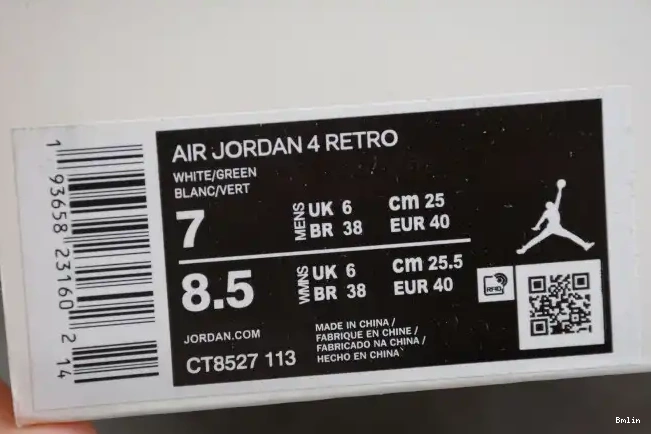 AIR JORDAN 4 RETRO
WHITE/GREEN
BLANC/VERT
7
MENS
UK 6
BR 38
cm 25
EUR 40
8.5
WMNS
UK 6
BR 38
cm 25.5
EUR 40
JORDAN.COM
CT8527 113
MADE IN CHINA /
FABRIQUE EN CHINE /
FABRICADO NA CHINA /
HECHO EN CHINA
RFID
1 93658 23160 2 14
Bmlin